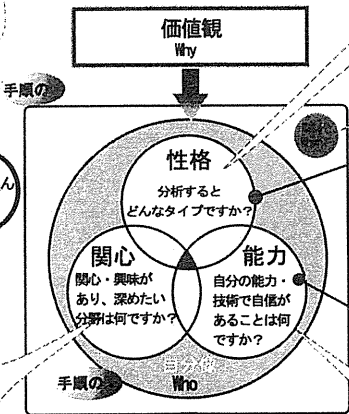 価値観
Why
手順の
ん
性格
分析すると
どんなタイプですか?
関心
関心・興味が
あり、深めたい
分野は何ですか?
能力
自分の能力・
技術で自信が
あることは何
ですか?
自分像
Who
手順の